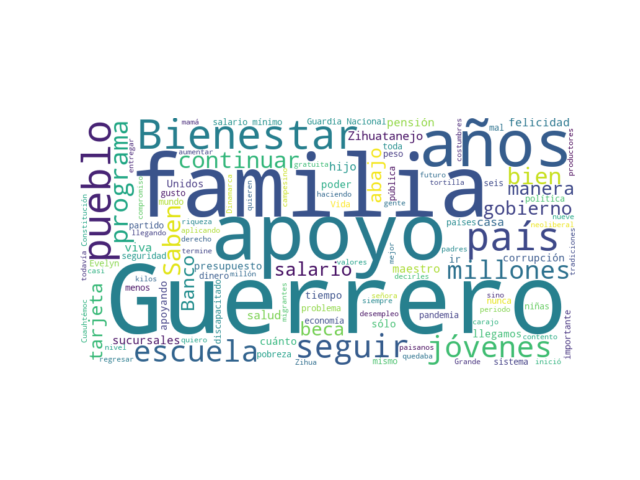 mamá
salario mínimo
Guardia Nacional
pensión
felicidad
entregar
Bienestar
Zihuatanejo
toda
costumbres
mal
años
productores
pueblo
programa
aumentar
Constitución
compromiso
continuar
hijo
peso
países
casa
futuro
tortilla
seis
bien
Unidos
gusto
mundo
Saben
Dinamarca
quieren
campesino
gratuita
haciendo
poder
Vida
abajo
pública
gente
familia
manera
política
nueve
neoliberal
gobierno
partido
riqueza
aplicando
llegando
viva
derecho
termine
seguridad
todavía
casi
Evelyn
kilos
menos
tarjeta
apoyando
Banco
presupuesto
dinero
millón
discapacitado
apoyo
valores
mejor
padres
ir
corrupción
país
tradiciones
salario
maestro
decirles
millones
Guerrero
migrantes
tiempo
señora
siempre
problema
desempleo
pandemia
sino
nunca
periodo
niñas
carajo
contento
Cuauhtémoc
sucursales
salud
beca
sólo
llegamos
importante
nivel
regresar
escuela
quiero
pobreza
cuánto
Zihua
seguir
mismo
quedaba
paisanos
jóvenes
Grande
sistema
inició
economía